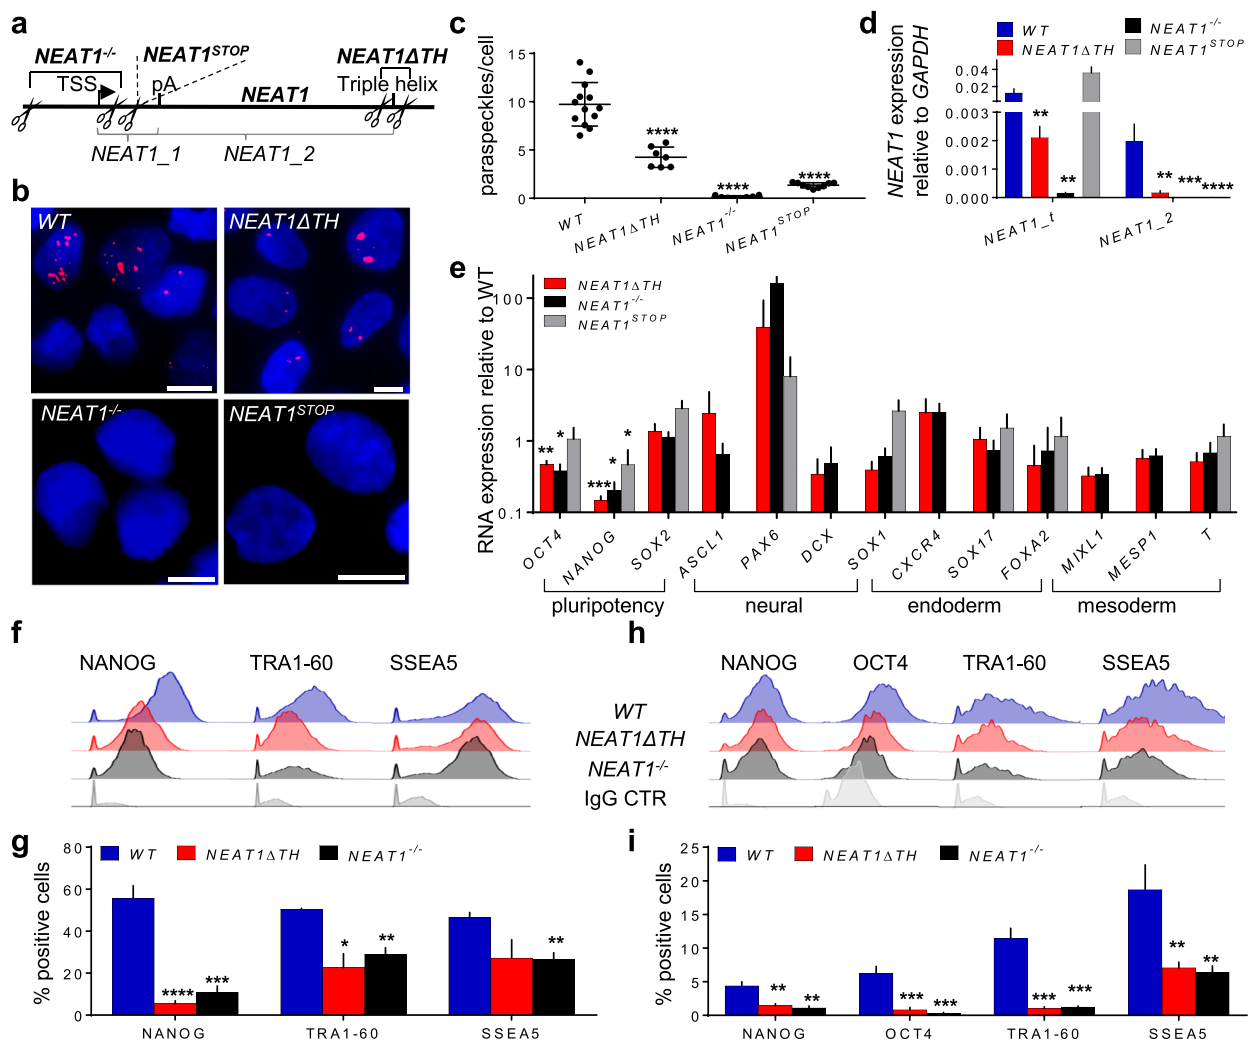 a
NEAT1-/-
NEAT1STOP
NEAT1ΔTH
TSS
pA
NEAT1
Triple helix
NEAT1_1
NEAT1_2
b
WT
NEAT1ΔTH
NEAT1-/-
NEAT1STOP
c
paraspeckles/cell
15
10
5
0
****
****
****
WT
NEAT1ΔTH
NEAT1-/-
NEAT1STOP
d
WT
NEAT1-/-
NEAT1ΔTH
NEAT1STOP
NEAT1 expression
relative to GAPDH
0.04
0.02
0.003
0.002
0.001
0.000
**
**
**
***
****
NEAT1_t
NEAT1_2
e
RNA expression relative to WT
NEAT1ΔTH
NEAT1-/-
NEAT1STOP
100
10
1
0.1
**
*
***
*
*
OCT4
NANOG
SOX2
ASCL1
PAX6
DCX
SOX1
CXCR4
SOX17
FOXA2
MIXL1
MESP1
T
pluripotency
neural
endoderm
mesoderm
f
NANOG
TRA1-60
SSEA5
WT
NEAT1ΔTH
NEAT1-/-
IgG CTR
h
NANOG
OCT4
TRA1-60
SSEA5
g
WT
NEAT1ΔTH
NEAT1-/-
% positive cells
80
60
40
20
0
****
***
*
**
**
NANOG
TRA1-60
SSEA5
i
WT
NEAT1ΔTH
NEAT1-/-
% positive cells
25
20
15
10
5
0
**
**
***
***
***
***
**
**
NANOG
OCT4
TRA1-60
SSEA5